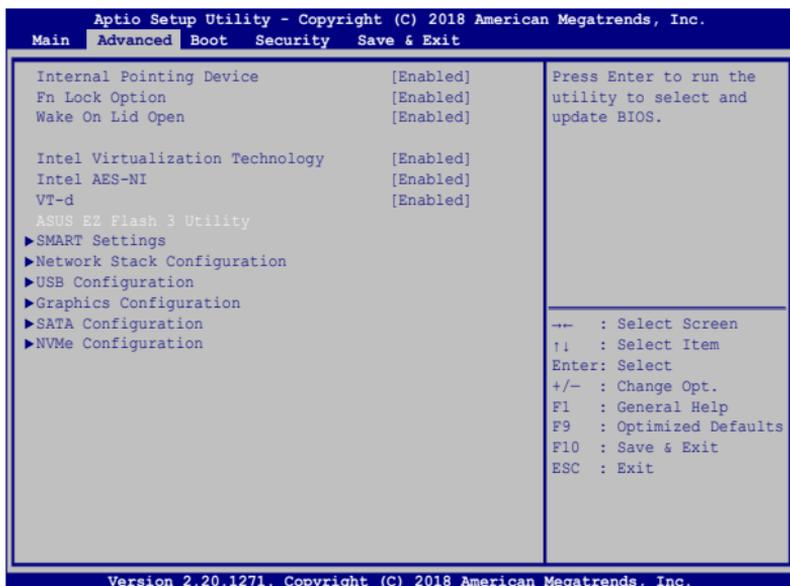 Aptio Setup Utility - Copyright (C) 2018 American Megatrends, Inc.
Main Advanced Boot Security Save & Exit
Internal Pointing Device [Enabled]
Fn Lock Option [Enabled]
Wake On Lid Open [Enabled]
Intel Virtualization Technology [Enabled]
Intel AES-NI [Enabled]
VT-d [Enabled]
ASUS EZ Flash 3 Utility
▶SMART Settings
▶Network Stack Configuration
▶USB Configuration
▶Graphics Configuration
▶SATA Configuration
▶NVMe Configuration
Press Enter to run the
utility to select and
update BIOS.
→← : Select Screen
↑↓ : Select Item
Enter: Select
+/— : Change Opt.
F1 : General Help
F9 : Optimized Defaults
F10 : Save & Exit
ESC : Exit
Version 2.20.1271. Copyright (C) 2018 American Megatrends, Inc.